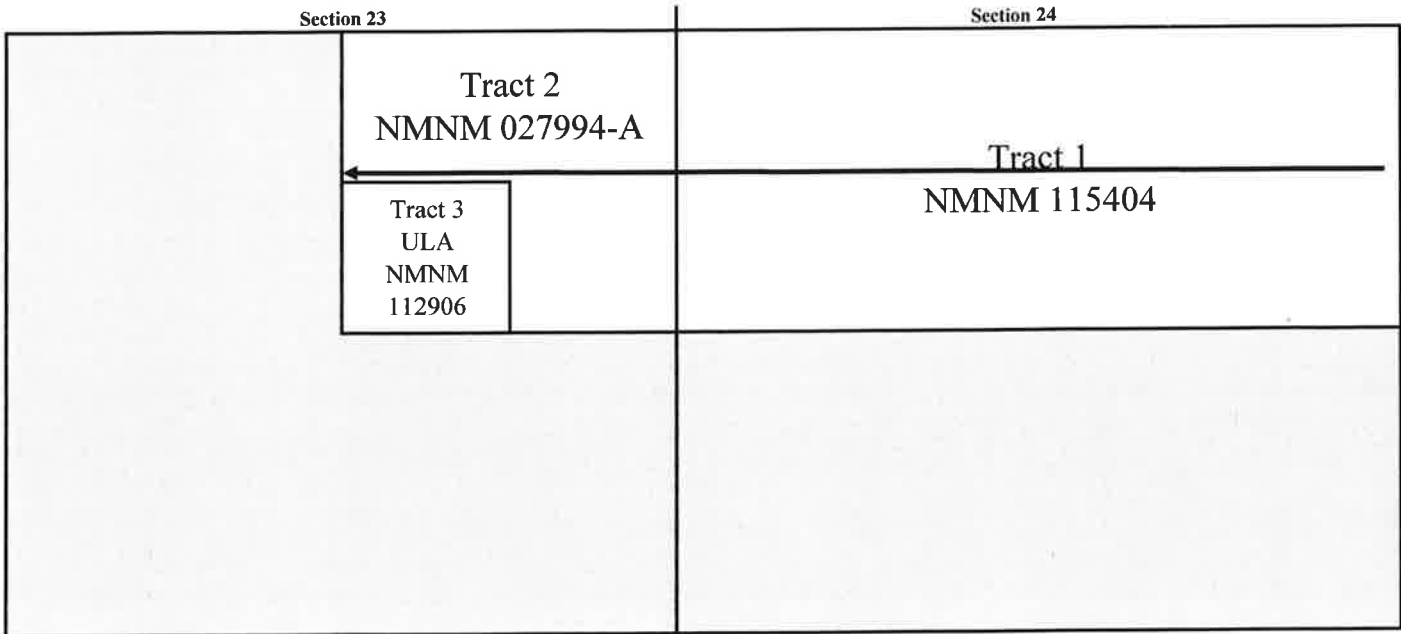 Section 23
Section 24
Tract 2
NMNM 027994-A
Tract 1
NMNM 115404
Tract 3
ULA
NMNM
112906